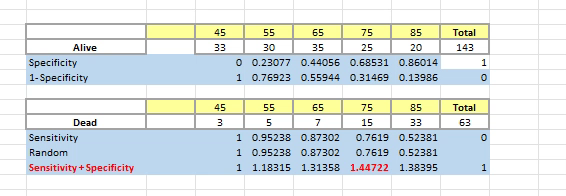 45 55 65 75 85 Total
Alive 33 30 35 25 20 143
Specificity 0 0.23077 0.44056 0.68531 0.86014 1
1-Specificity 1 0.76923 0.55944 0.31469 0.13986 0
45 55 65 75 85 Total
Dead 3 5 7 15 33 63
Sensitivity 1 0.95238 0.87302 0.7619 0.52381 0
Random 1 0.95238 0.87302 0.7619 0.52381
Sensitivity+Specificity 1 1.18315 1.31358 1.44722 1.38395 1